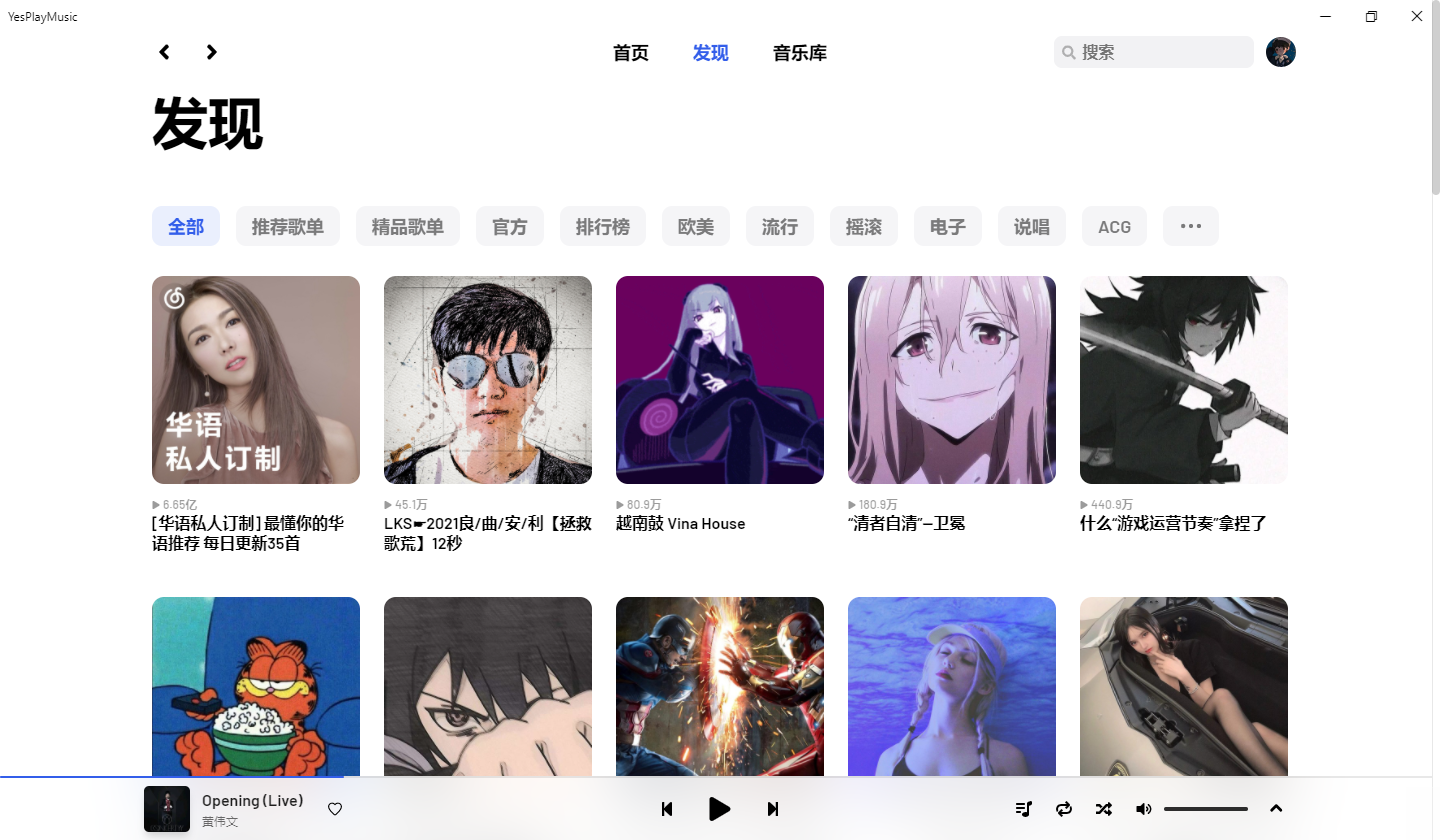 YesPlayMusic
首页 发现 音乐库 搜索
发现
全部 推荐歌单 精品歌单 官方 排行榜 欧美 流行 摇滚 电子 说唱 ACG
华语
私人订制
6.65亿 45.1万 80.9万 180.9万 440.9万
[华语私人订制] 最懂你的华
语推荐 每日更新35首
LKS☛2021良/曲/安/利【拯救
歌荒】12秒
越南鼓 Vina House
“清者自清”–卫冕
什么“游戏运营节奏”拿捏了
Opening (Live)
黄伟文